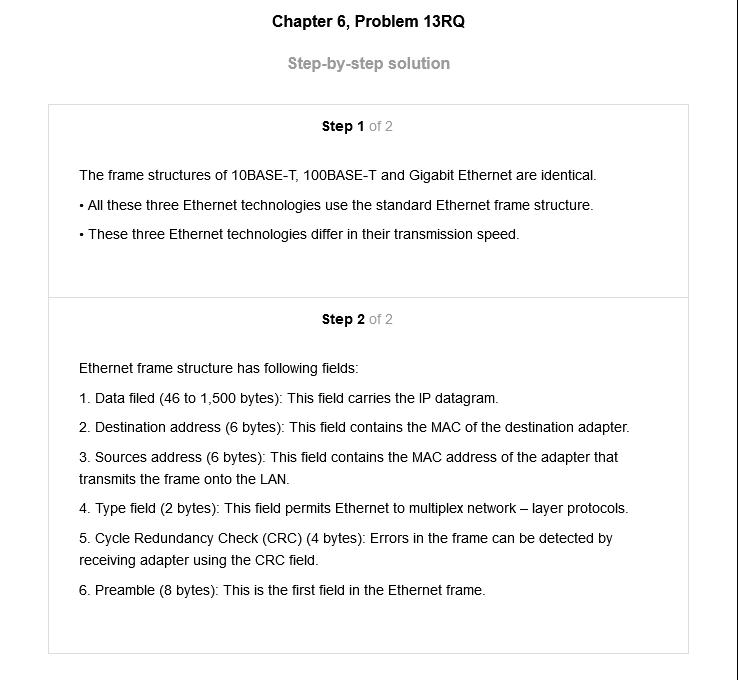 Chapter 6, Problem 13RQ
Step-by-step solution
Step 1 of 2
The frame structures of 10BASE-T, 100BASE-T and Gigabit Ethernet are identical.
• All these three Ethernet technologies use the standard Ethernet frame structure.
• These three Ethernet technologies differ in their transmission speed.
Step 2 of 2
Ethernet frame structure has following fields:
1. Data filed (46 to 1,500 bytes): This field carries the IP datagram.
2. Destination address (6 bytes): This field contains the MAC of the destination adapter.
3. Sources address (6 bytes): This field contains the MAC address of the adapter that
transmits the frame onto the LAN.
4. Type field (2 bytes): This field permits Ethernet to multiplex network – layer protocols.
5. Cycle Redundancy Check (CRC) (4 bytes): Errors in the frame can be detected by
receiving adapter using the CRC field.
6. Preamble (8 bytes): This is the first field in the Ethernet frame.